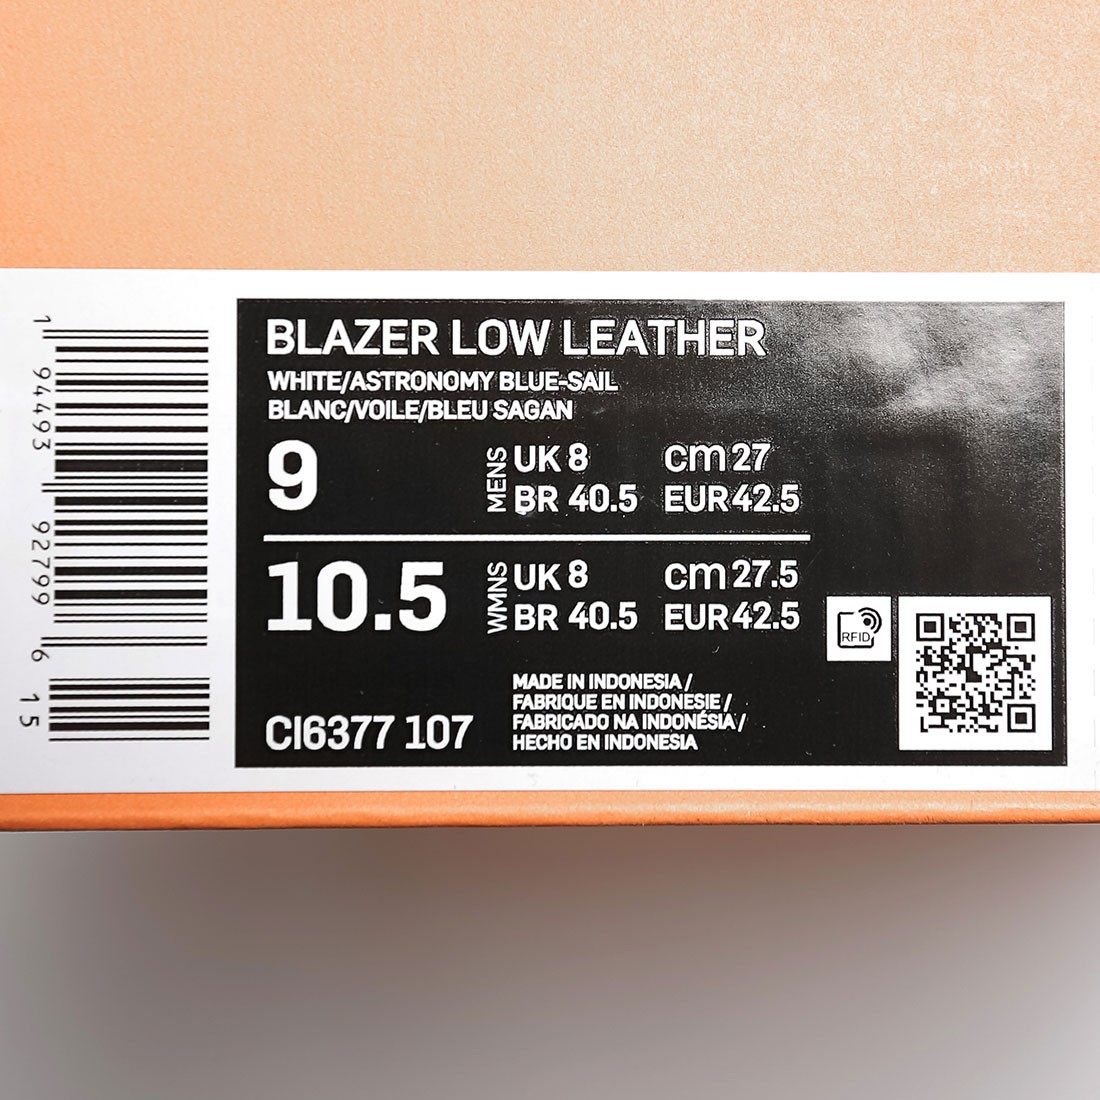 BLAZER LOW LEATHER
WHITE/ASTRONOMY BLUE-SAIL
BLANC/VOILE/BLEU SAGAN
9 MENS UK 8 cm 27
BR 40.5 EUR 42.5
10.5 WMNS UK 8 cm 27.5
BR 40.5 EUR 42.5
RFID
MADE IN INDONESIA /
FABRIQUE EN INDONESIE /
FABRICADO NA INDONÉSIA /
HECHO EN INDONESIA
CI6377 107
1 94493 92799 6 15